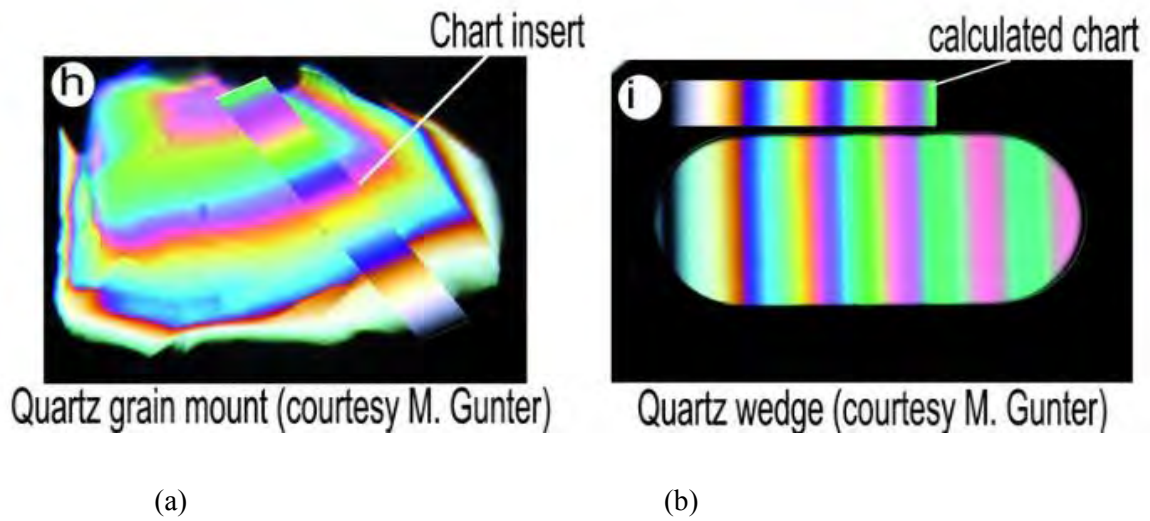 Chart insert
calculated chart
h
i
Quartz grain mount (courtesy M. Gunter)
Quartz wedge (courtesy M. Gunter)
(a)
(b)